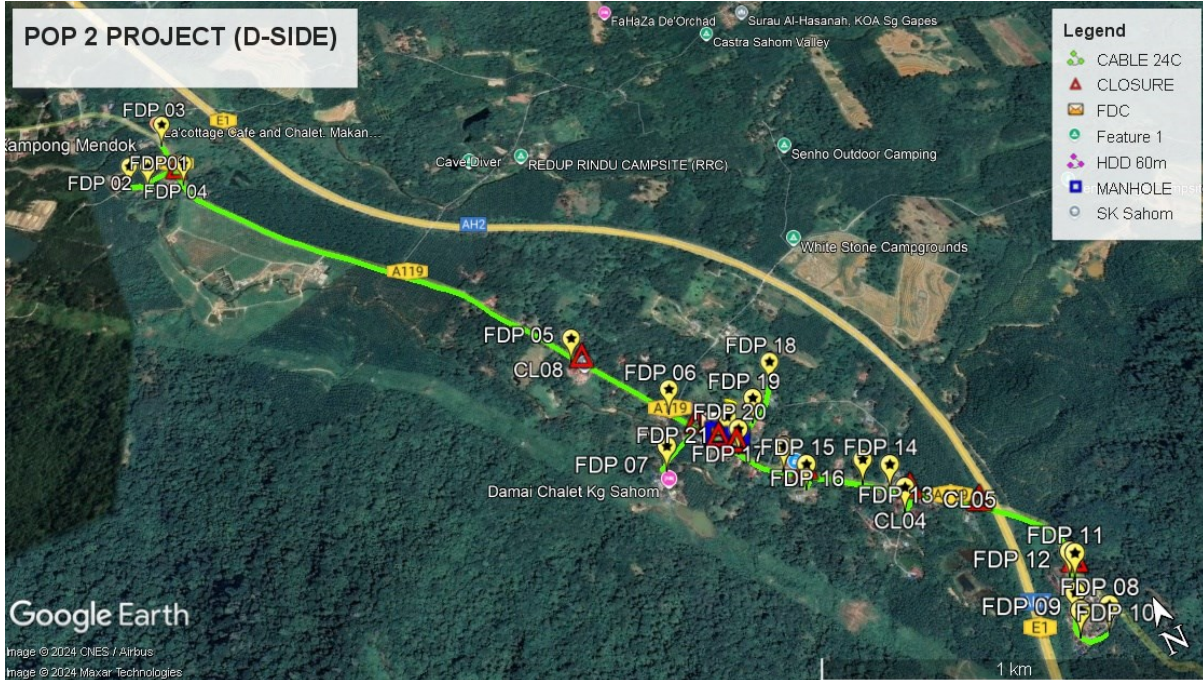 POP 2 PROJECT (D-SIDE)
Legend
CABLE 24C
CLOSURE
FDC
Feature 1
HDD 60m
MANHOLE
SK Sahom
FaHaZa De'Orchad
Surau Al-Hasanah, KOA Sg Gapes
Castra Sahom Valley
FDP 03
E1
La'cottage Cafe and Chalet. Makan...
Kampong Mendok
FDP01
FDP 02
FDP 04
Cave Diver
REDUP RINDU CAMPSITE (RRC)
Senho Outdoor Camping
AH2
White Stone Campgrounds
A119
FDP 05
CL08
FDP 18
FDP 06
FDP 19
A119
FDP 20
FDP 21
FDP 17
FDP 07
FDP 15
FDP 14
FDP 16
Damai Chalet Kg Sahom
FDP 13
CL05
CL04
FDP 11
FDP 12
FDP 08
FDP 09
FDP 10
E1
N
Google Earth
Image © 2024 CNES / Airbus
Image © 2024 Maxar Technologies
1 km